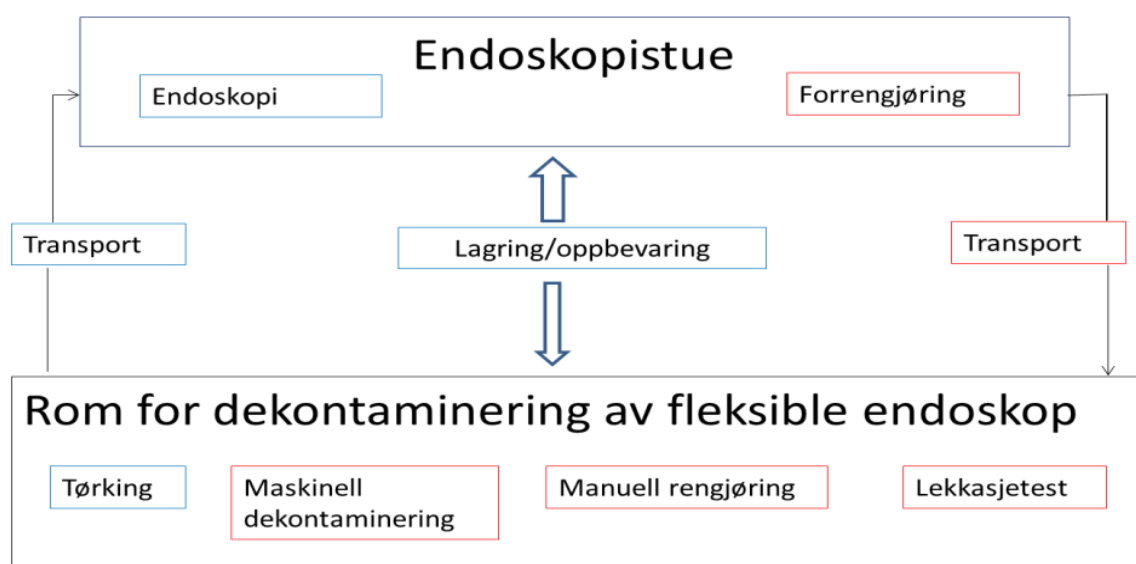 Endoskopistue
Endoskopi
Forrengjøring
Transport
Lagring/oppbevaring
Transport
Rom for dekontaminering av fleksible endoskop
Tørking
Maskinell
dekontaminering
Manuell rengjøring
Lekkasjetest